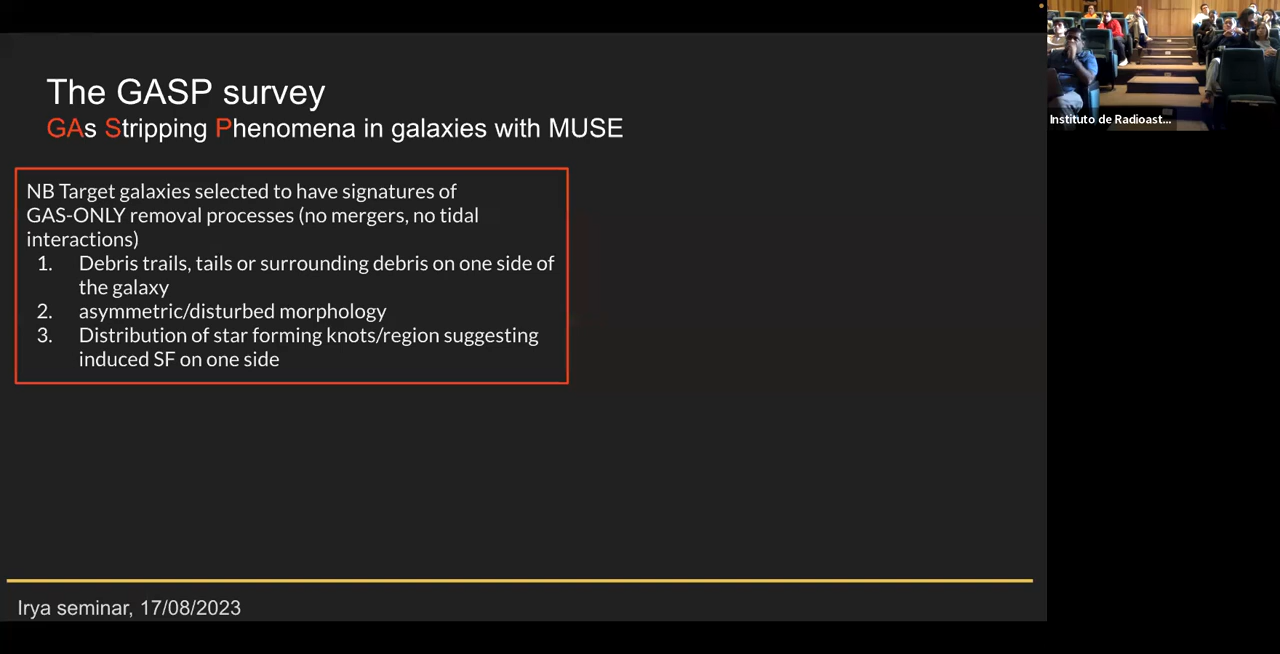 The GASP survey
GAs Stripping Phenomena in galaxies with MUSE
NB Target galaxies selected to have signatures of
GAS-ONLY removal processes (no mergers, no tidal
interactions)
1. Debris trails, tails or surrounding debris on one side of
the galaxy
2. asymmetric/disturbed morphology
3. Distribution of star forming knots/region suggesting
induced SF on one side
Irya seminar, 17/08/2023
Instituto de Radioast...